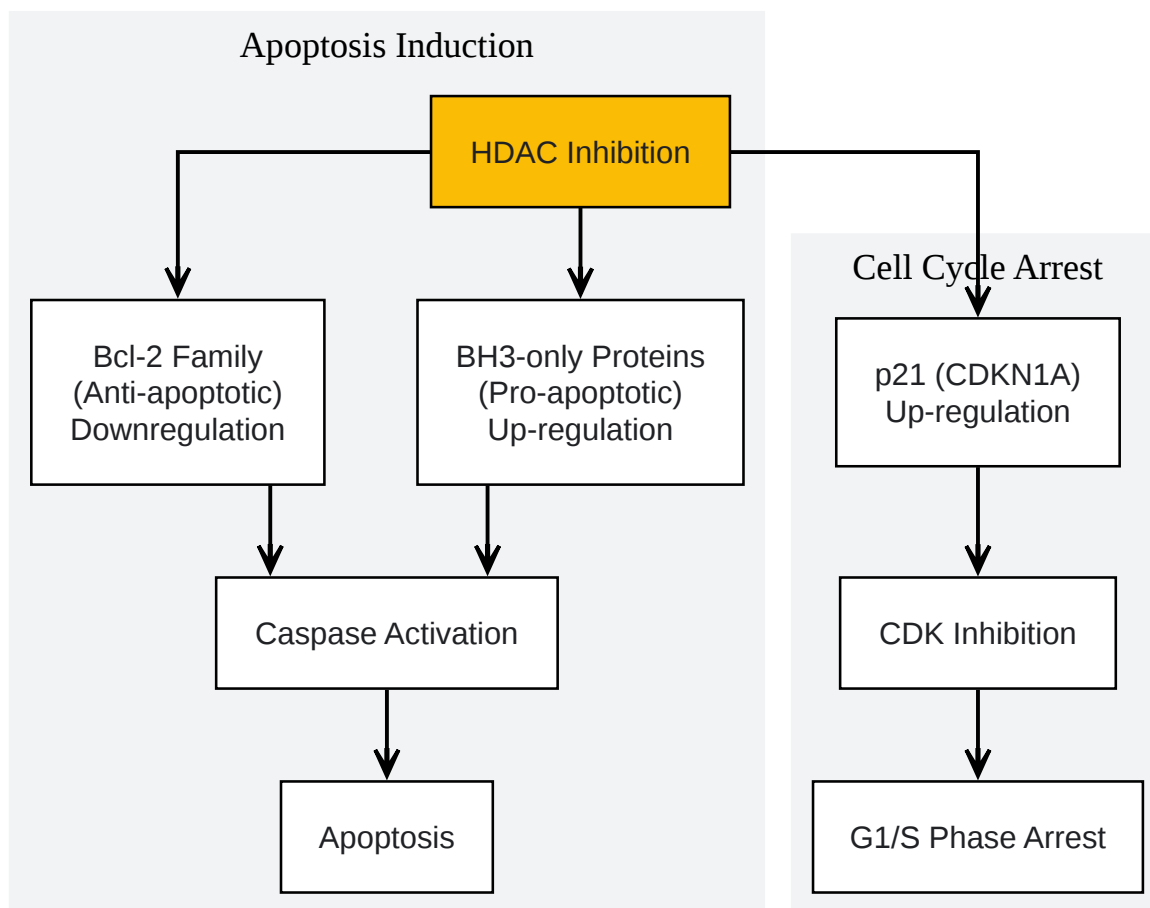 Apoptosis Induction
HDAC Inhibition
Cell Cycle Arrest
Bcl-2 Family
(Anti-apoptotic)
Downregulation
BH3-only Proteins
(Pro-apoptotic)
Up-regulation
p21 (CDKN1A)
Up-regulation
Caspase Activation
CDK Inhibition
Apoptosis
G1/S Phase Arrest